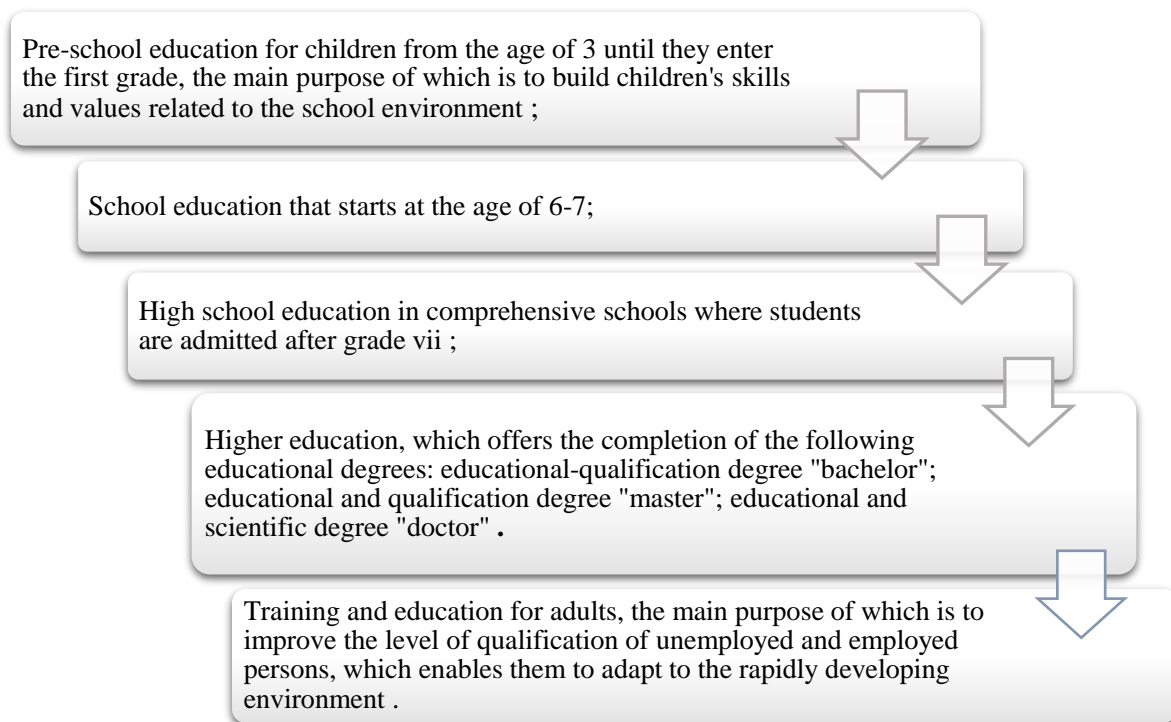 Pre-school education for children from the age of 3 until they enter
the first grade, the main purpose of which is to build children's skills
and values related to the school environment ;
School education that starts at the age of 6-7;
High school education in comprehensive schools where students
are admitted after grade vii ;
Higher education, which offers the completion of the following
educational degrees: educational-qualification degree "bachelor";
educational and qualification degree "master"; educational and
scientific degree "doctor" .
Training and education for adults, the main purpose of which is to
improve the level of qualification of unemployed and employed
persons, which enables them to adapt to the rapidly developing
environment .